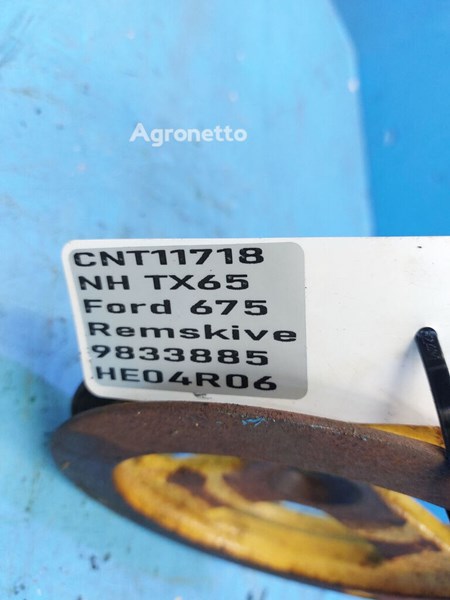 Agronetto
CNT11718
NH TX65
Ford 675
Remskive
9833885
HE04R06